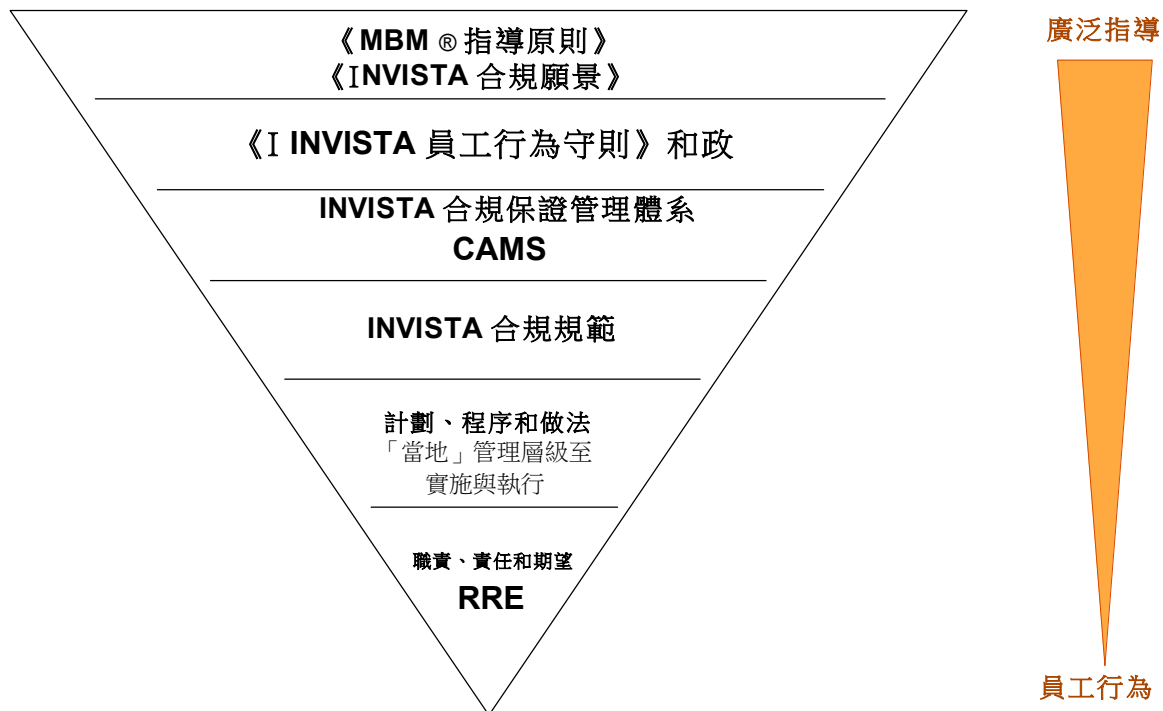 《MBM ® 指導原則》
《INVISTA 合規願景》
《I INVISTA 員工行為守則》和政
INVISTA 合規保證管理體系
CAMS
INVISTA 合規規範
計劃、程序和做法
「當地」管理層級至
實施與執行
職責、責任和期望
RRE
廣泛指導
員工行為